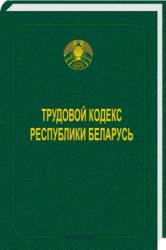 ТРУДОВОЙ КОДЕКС
РЕСПУБЛИКИ БЕЛАРУСЬ